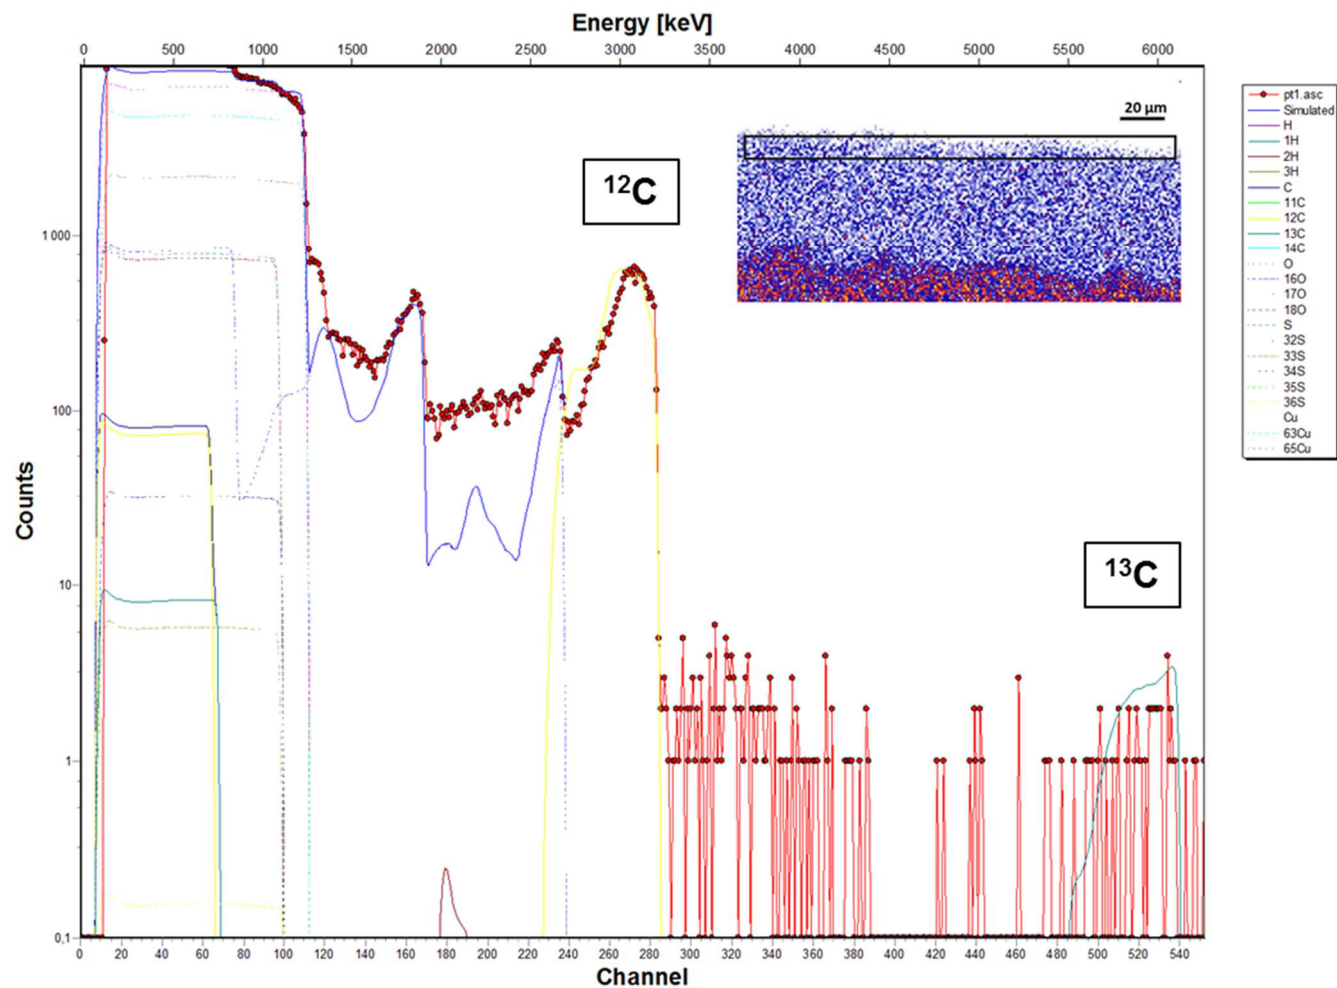 Energy [keV]
0 500 1000 1500 2000 2500 3000 3500 4000 4500 5000 5500 6000
20 µm
12C
13C
pt1.asc
Simulated
H
1H
2H
3H
C
11C
12C
13C
14C
O
16O
17O
18O
S
32S
33S
34S
35S
36S
Cu
63Cu
65Cu
Counts
1 000
100
10
1
0,1
0 20 40 60 80 100 120 140 160 180 200 220 240 260 280 300 320 340 360 380 400 420 440 460 480 500 520 540
Channel